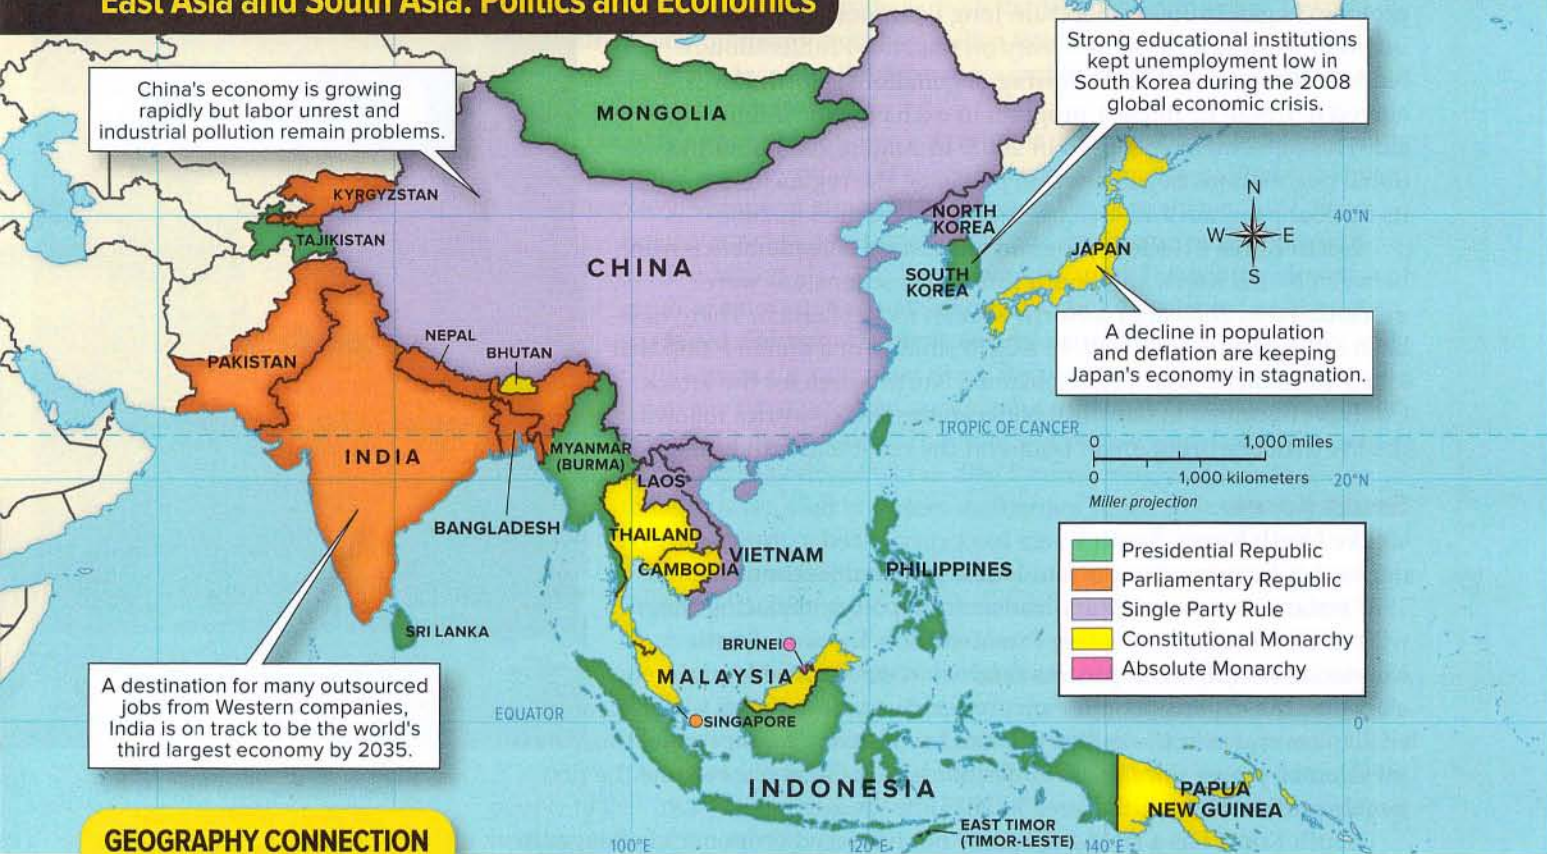 East Asia and South Asia: Politics and Economics
China's economy is growing
rapidly but labor unrest and
industrial pollution remain problems.
Strong educational institutions
kept unemployment low in
South Korea during the 2008
global economic crisis.
MONGOLIA
KYRGYZSTAN
TAJIKISTAN
NORTH
KOREA
40°N
N
W
E
S
JAPAN
CHINA
SOUTH
KOREA
A decline in population
and deflation are keeping
Japan's economy in stagnation.
NEPAL
BHUTAN
PAKISTAN
TROPIC OF CANCER
INDIA
MYANMAR
(BURMA)
0
1,000 miles
0
1,000 kilometers
Miller projection
20°N
LAOS
BANGLADESH
THAILAND
VIETNAM
CAMBODIA
PHILIPPINES
Presidential Republic
Parliamentary Republic
Single Party Rule
Constitutional Monarchy
Absolute Monarchy
SRI LANKA
BRUNEI
MALAYSIA
A destination for many outsourced
jobs from Western companies,
India is on track to be the world's
third largest economy by 2035.
EQUATOR
SINGAPORE
0°
INDONESIA
PAPUA
NEW GUINEA
EAST TIMOR
(TIMOR-LESTE)
GEOGRAPHY CONNECTION
100°E
120°E
140°E